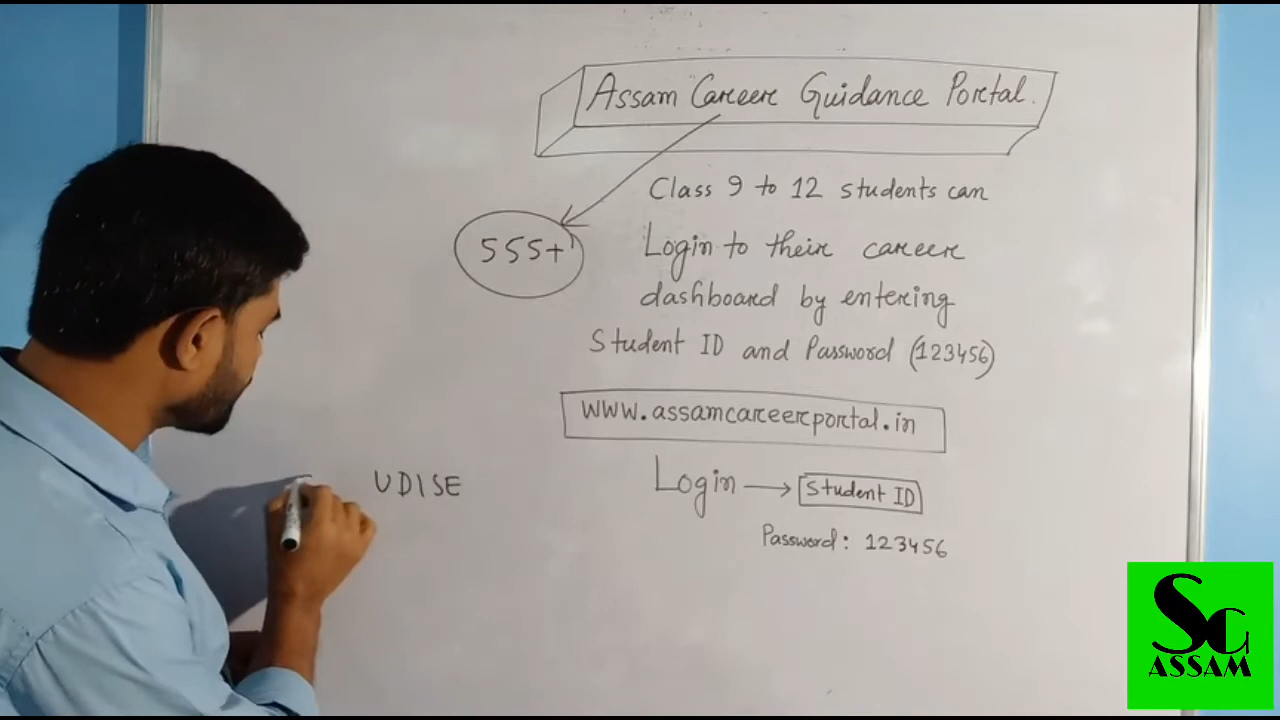 Assam Career Guidance Portal.
555+
Class 9 to 12 students can
Login to their career
dashboard by entering
Student ID and Password (123456)
www.assamcareerportal.in
UDISE
Login → Student ID
Password: 123456
SG
ASSAM